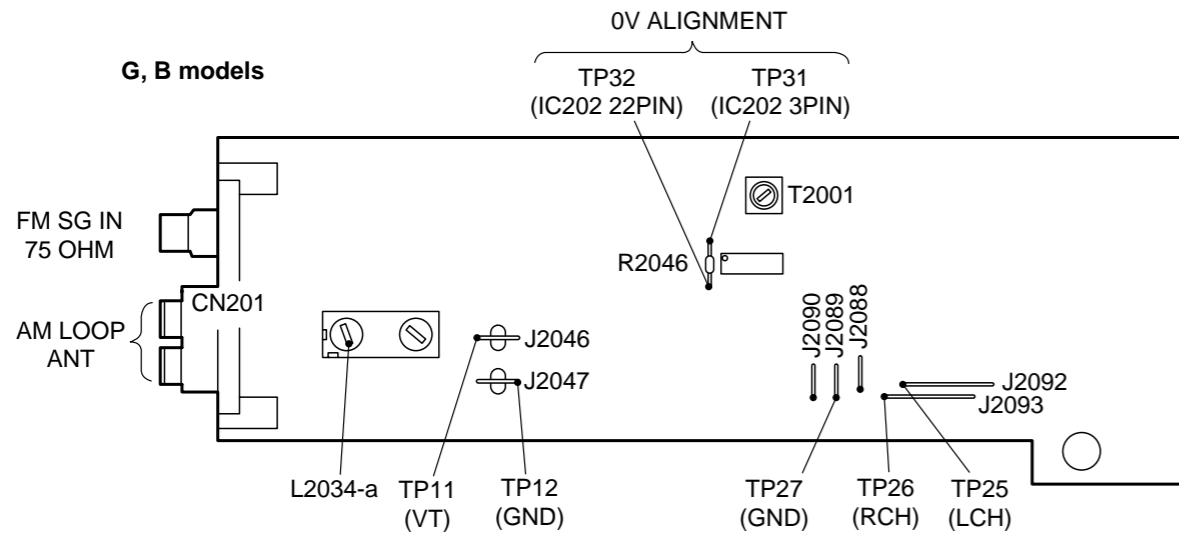 0V ALIGNMENT
G, B models
TP32
(IC202 22PIN)
TP31
(IC202 3PIN)
T2001
FM SG IN
75 OHM
R2046
CN201
AM LOOP
ANT
J2046
J2047
J2090
J2089
J2088
J2092
J2093
L2034-a
TP11
(VT)
TP12
(GND)
TP27
(GND)
TP26
(RCH)
TP25
(LCH)